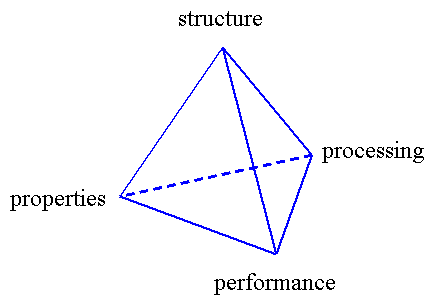 structure
processing
properties
performance